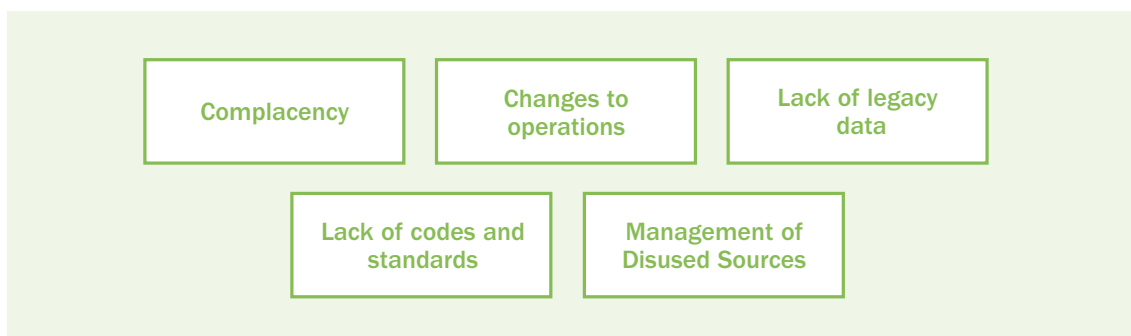 Complacency
Changes to
operations
Lack of legacy
data
Lack of codes and
standards
Management of
Disused Sources